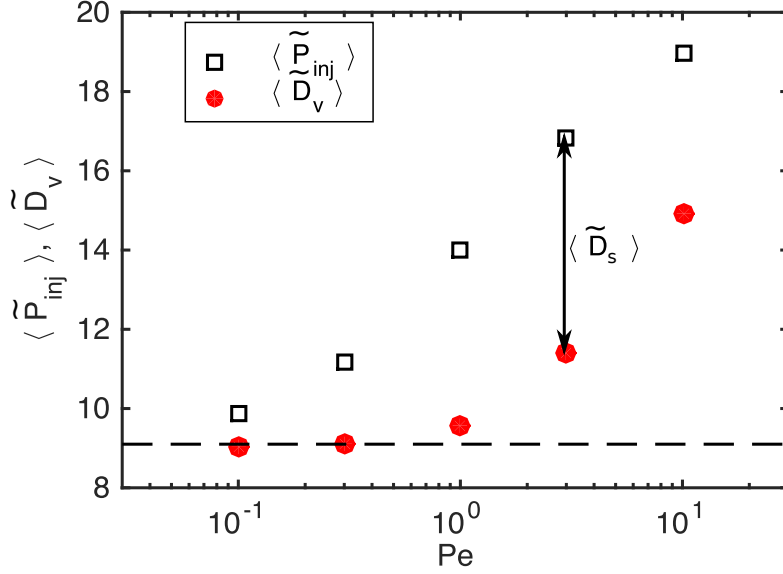 20
18
16
14
12
10
8
⟨ P̃inj ⟩, ⟨ D̃v ⟩
⟨ P̃inj ⟩
⟨ D̃v ⟩
⟨ D̃s ⟩
10⁻¹
10⁰
10¹
Pe